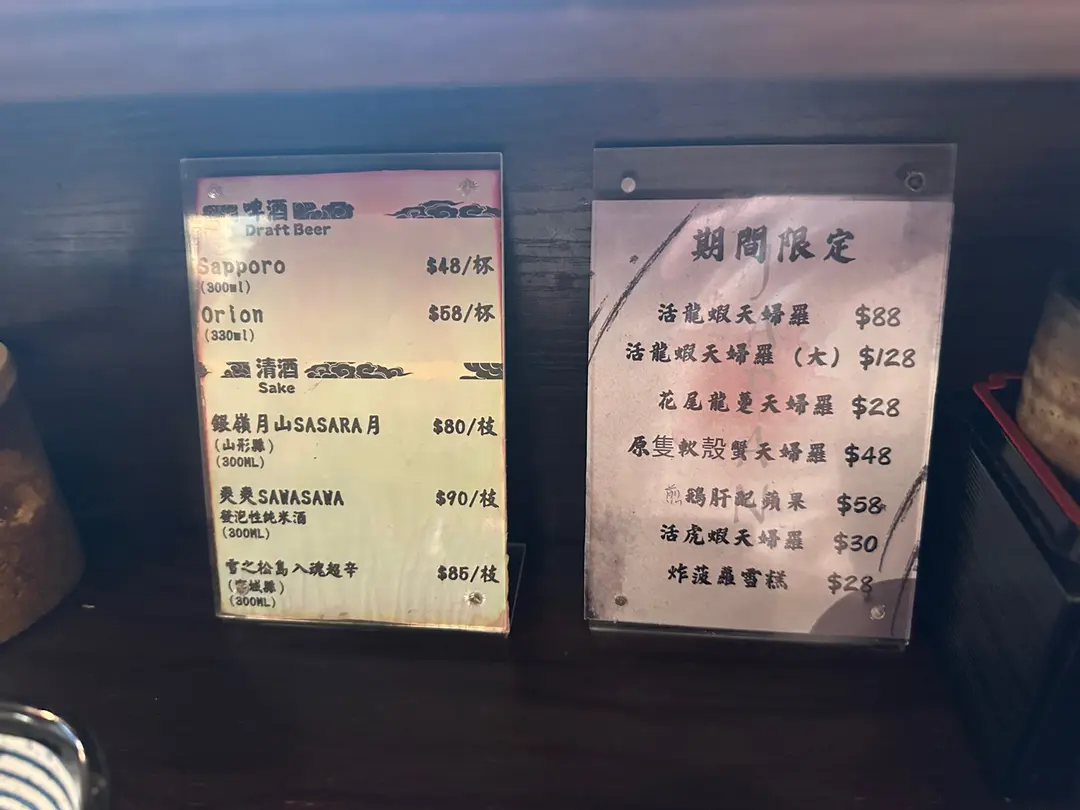 啤酒
Draft Beer
Sapporo $48/杯
(300ml)
Orion $58/杯
(330ml)
清酒
Sake
銀嶺月山SASARA月 $80/枝
(山形縣)
(300ML)
爽爽SAWASAWA $90/枝
發泡性純米酒
(300ML)
雪之松島入魂超辛 $85/枝
(宮城縣)
(300ML)
期間限定
活龍蝦天婦羅 $88
活龍蝦天婦羅(大) $128
花尾龍躉天婦羅 $28
原隻軟殼蟹天婦羅 $48
煎鵝肝配蘋果 $58
活虎蝦天婦羅 $30
炸菠蘿雪糕 $28